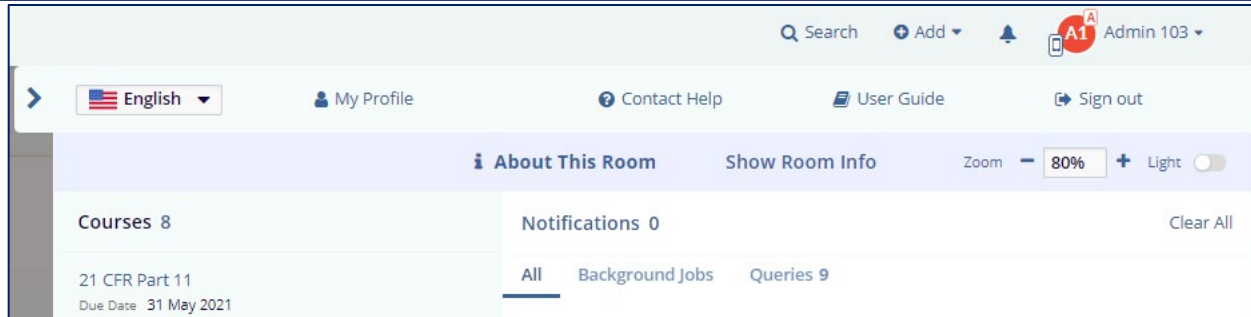 Search Add A A1 Admin 103
English My Profile Contact Help User Guide Sign out
About This Room Show Room Info Zoom 80% Light
Courses 8 Notifications 0 Clear All
21 CFR Part 11 All Background Jobs Queries 9
Due Date 31 May 2021